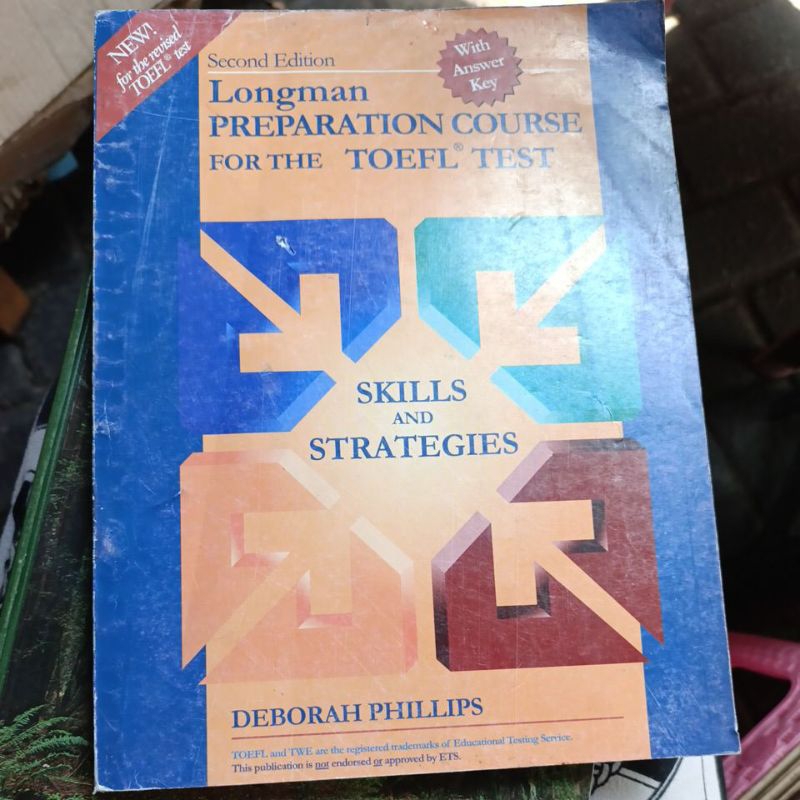 NEW!
for the revised
TOEFL® test
Second Edition
With
Answer
Key
Longman
PREPARATION COURSE
FOR THE TOEFL® TEST
SKILLS
AND
STRATEGIES
DEBORAH PHILLIPS
TOEFL and TWE are the registered trademarks of Educational Testing Service.
This publication is not endorsed or approved by ETS.